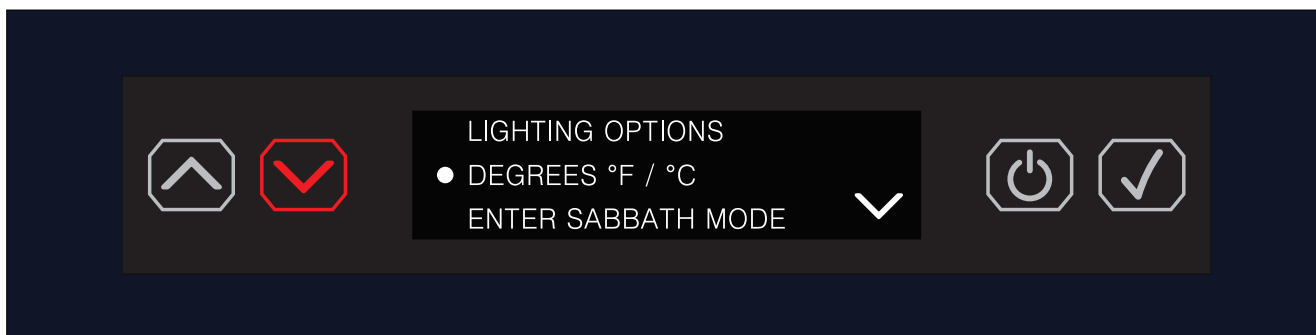 LIGHTING OPTIONS
DEGREES °F / °C
ENTER SABBATH MODE